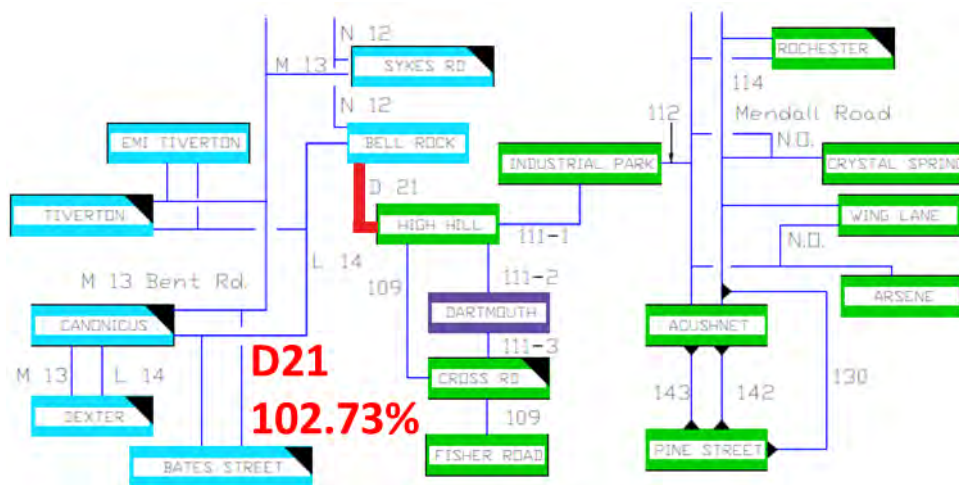 N 12
ROCHESTER
M 13
SYKES RD
114
N 12
112
Mendall Road
EMI TIVERTON
BELL ROCK
N.O.
INDUSTRIAL PARK
CRYSTAL SPRING
D 21
TIVERTON
HIGH HILL
WING LANE
111-1
N.O.
L 14
M 13 Bent Rd.
109
111-2
ARSENE
CANONICUS
DARTMOUTH
ACUSHNET
D21
111-3
M 13
L 14
CROSS RD
143
142
130
DEXTER
102.73%
109
BATES STREET
FISHER ROAD
PINE STREET